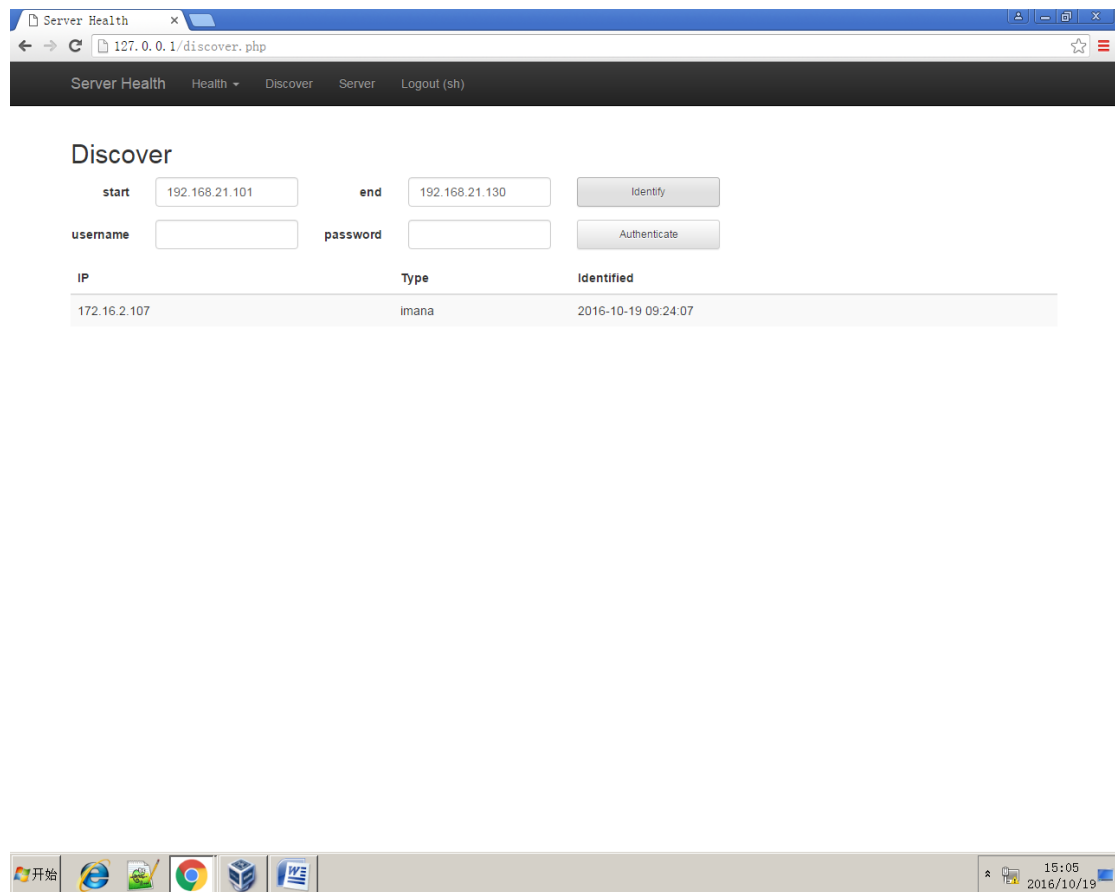 Server Health
127.0.0.1/discover.php
Server Health Health Discover Server Logout (sh)
Discover
start 192.168.21.101 end 192.168.21.130 Identify
username password Authenticate
IP Type Identified
172.16.2.107 imana 2016-10-19 09:24:07
开始 15:05
2016/10/19